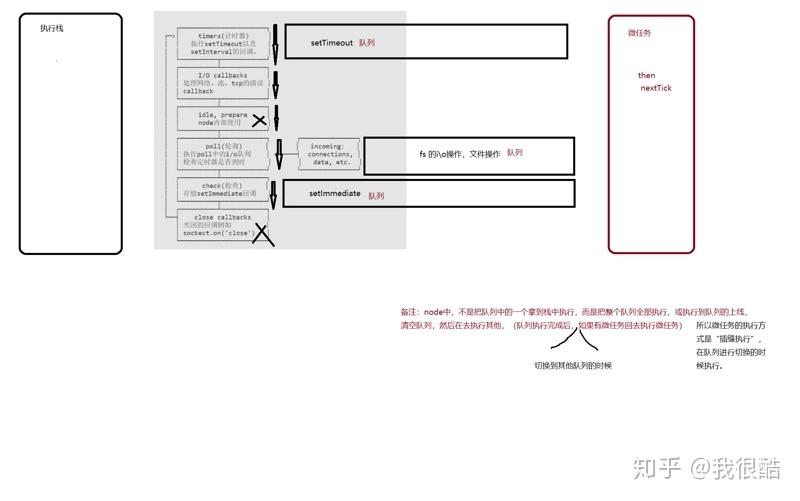 执行栈
timers(计时器)
执行setTimeout以及
setInterval的回调。
setTimeout 队列
I/O callbacks
处理网络、流、tcp的错误
callback
idle, prepare
node内部使用
poll(轮询)
执行poll中的i/o队列
检查定时器是否到时
incoming:
connections,
data, etc.
fs 的i\o操作，文件操作 队列
check(检查)
存放setImmediate回调
setImmediate 队列
close callbacks
关闭的回调例如
sockect.on('close')
微任务
then
nextTick
备注：node中，不是把队列中的一个拿到栈中执行，而是把整个队列全部执行，或执行到队列的上线，
清空队列，然后在去执行其他，（队列执行完成后，如果有微任务回去执行微任务）
切换到其他队列的时候
所以微任务的执行方
式是“插缝执行”，
在队列进行切换的时
候执行。
知乎 @我很酷